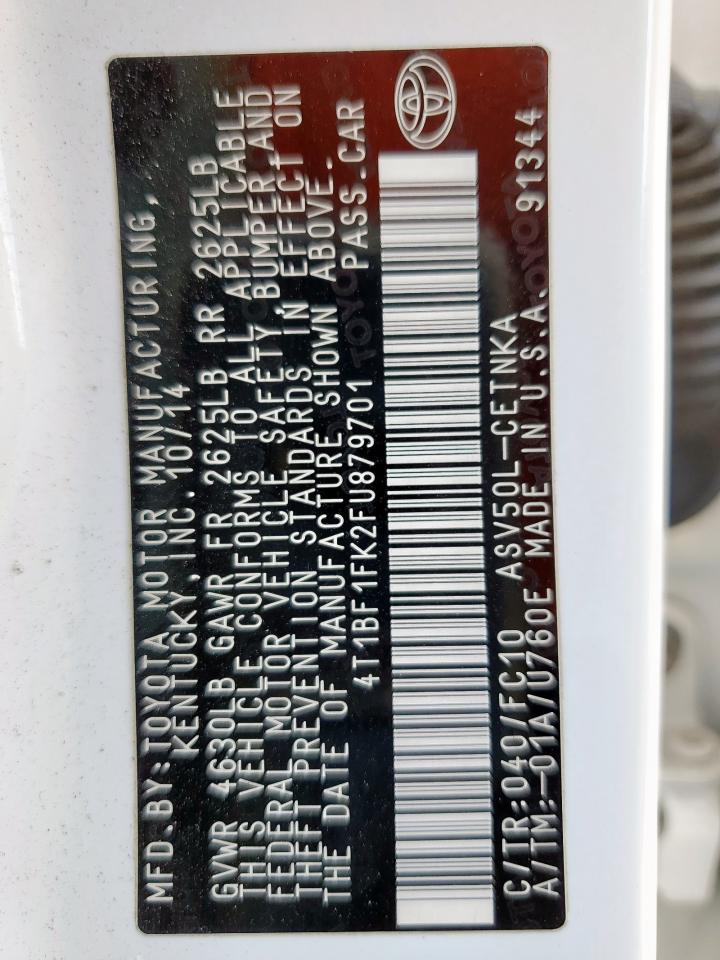 MFD.BY:TOYOTA MOTOR MANUFACTURING,
KENTUCKY,INC. 10/14
GVWR 4630LB GAWR FR 2625LB RR 2625LB
THIS VEHICLE CONFORMS TO ALL APPLICABLE
FEDERAL MOTOR VEHICLE SAFETY,BUMPER,AND
THEFT PREVENTION STANDARDS IN EFFECT ON
THE DATE OF MANUFACTURE SHOWN ABOVE.
4T1BF1FK2FU879701 PASS.CAR
C/TR:040/FC10 ASV50L-CETNKA
A/TM:-01A/U760E MADE IN U.S.A. 91344